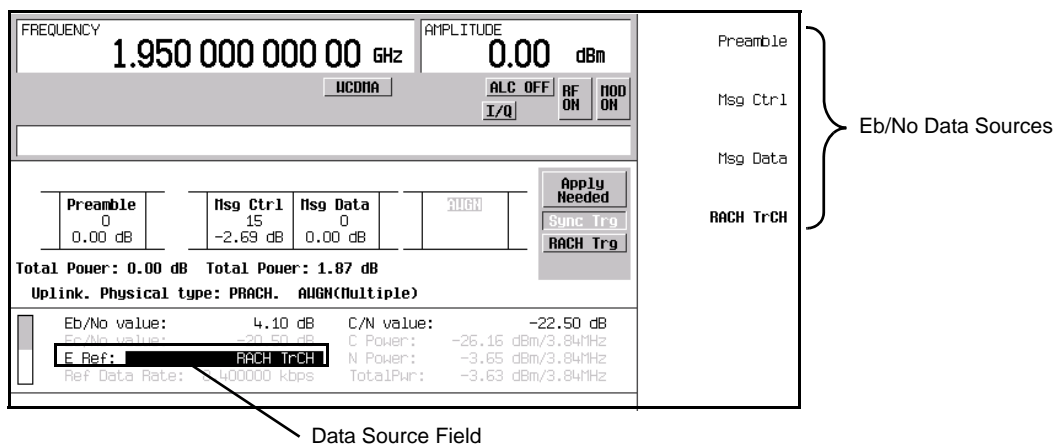 FREQUENCY
1.950 000 000 00 GHz
AMPLITUDE
0.00 dBm
WCDMA
ALC OFF
I/Q
RF ON
MOD ON
Preamble
Msg Ctrl
Msg Data
RACH TrCH
Eb/No Data Sources
Preamble
0
0.00 dB
Msg Ctrl
15
-2.69 dB
Msg Data
0
0.00 dB
AWGN
Apply Needed
Sync Trg
RACH Trg
Total Power: 0.00 dB Total Power: 1.87 dB
Uplink. Physical type: PRACH. AWGN(Multiple)
Eb/No value: 4.10 dB C/N value: -22.50 dB
Ec/No value: -20.50 dB C Power: -26.16 dBm/3.84MHz
E Ref: RACH TrCH N Power: -3.65 dBm/3.84MHz
Ref Data Rate: .400000 kbps TotalPwr: -3.63 dBm/3.84MHz
Data Source Field